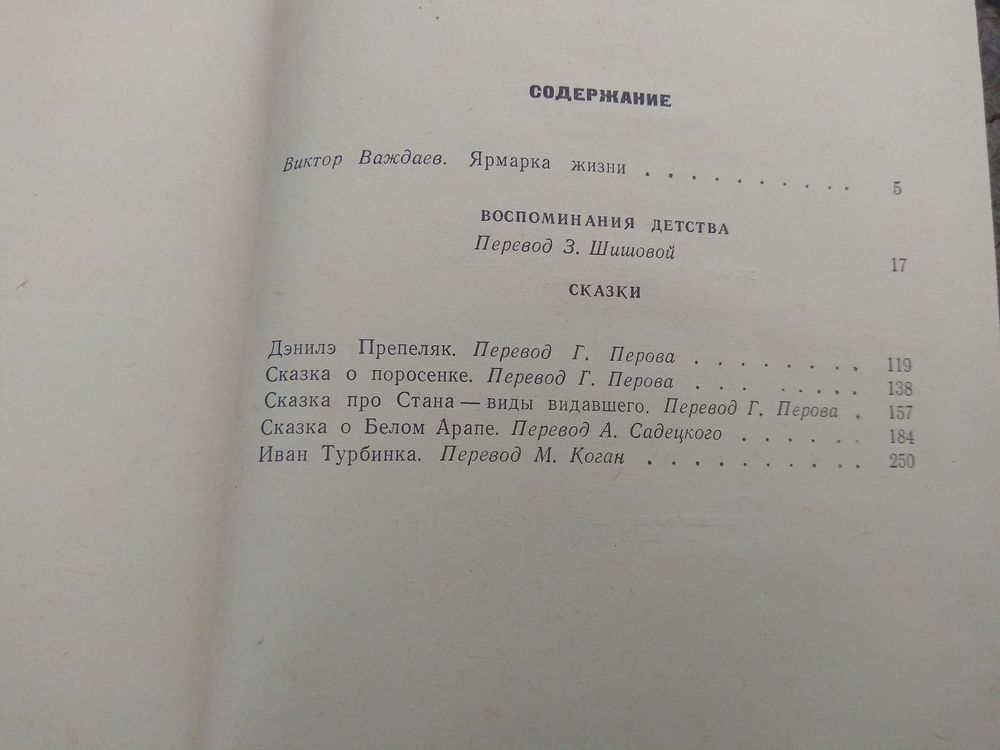 СОДЕРЖАНИЕ
Виктор Важдаев. Ярмарка жизни . . . . . . . . . . 5
ВОСПОМИНАНИЯ ДЕТСТВА
Перевод З. Шишовой 17
СКАЗКИ
Дэнилэ Препеляк. Перевод Г. Перова . . . . . . . . 119
Сказка о поросенке. Перевод Г. Перова . . . . . . . . 138
Сказка про Стана — виды видавшего. Перевод Г. Перова . 157
Сказка о Белом Арапе. Перевод А. Садецкого . . . . . . 184
Иван Турбинка. Перевод М. Коган . . . . . . . . . . 250